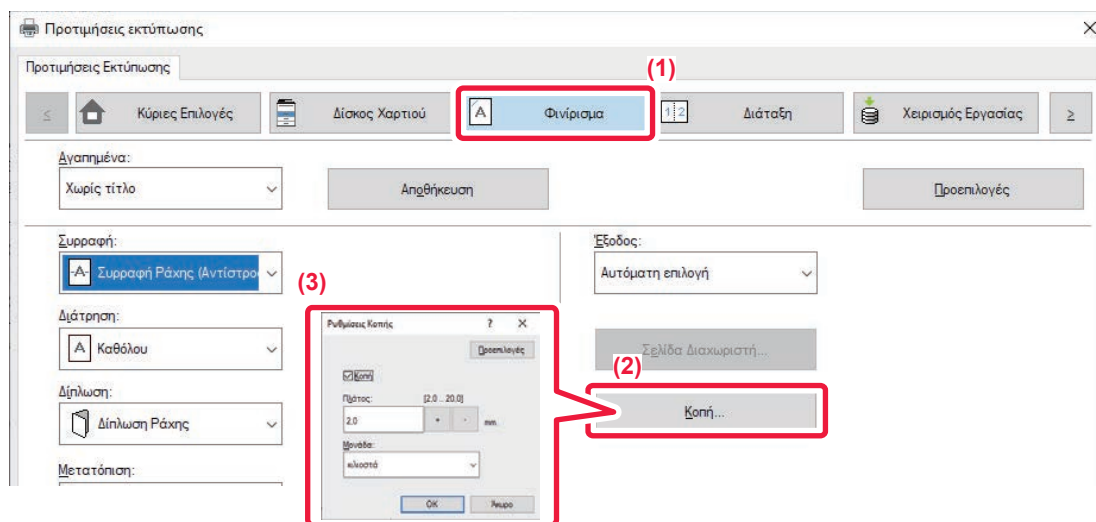 Προτιμήσεις εκτύπωσης
Προτιμήσεις Εκτύπωσης
(1)
≤ Κύριες Επιλογές Δίσκος Χαρτιού A Φινίρισμα 1 2 Διάταξη Χειρισμός Εργασίας ≥
Αγαπημένα:
Χωρίς τίτλο Αποθήκευση Προεπιλογές
Συρραφή:
-A- Συρραφή Ράχης (Αντίστρο
Διάτρηση:
A Καθόλου
Δίπλωση:
Δίπλωση Ράχης
Μετατόπιση:
(3)
Ρυθμίσεις Κοπής ? ×
Προεπιλογές
Κοπή
Πλάτος: [2.0 .. 20.0]
2.0 + - mm.
Μονάδα:
χιλιοστά
OK Άκυρο
Έξοδος:
Αυτόματη επιλογή
Σελίδα Διαχωριστή...
(2)
Κοπή...